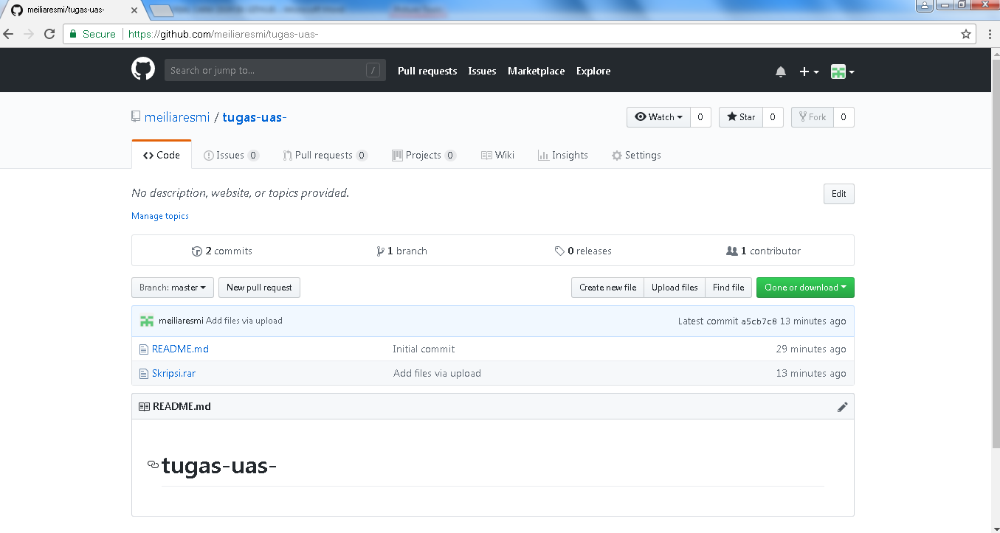 meiliaresmi/tugas-uas-
Secure https://github.com/meiliaresmi/tugas-uas-
Search or jump to... / Pull requests Issues Marketplace Explore
meiliaresmi / tugas-uas- Watch 0 Star 0 Fork 0
Code Issues 0 Pull requests 0 Projects 0 Wiki Insights Settings
No description, website, or topics provided. Edit
Manage topics
2 commits 1 branch 0 releases 1 contributor
Branch: master New pull request Create new file Upload files Find file Clone or download
meiliaresmi Add files via upload Latest commit a5cb7c8 13 minutes ago
README.md Initial commit 29 minutes ago
Skripsi.rar Add files via upload 13 minutes ago
README.md
tugas-uas-